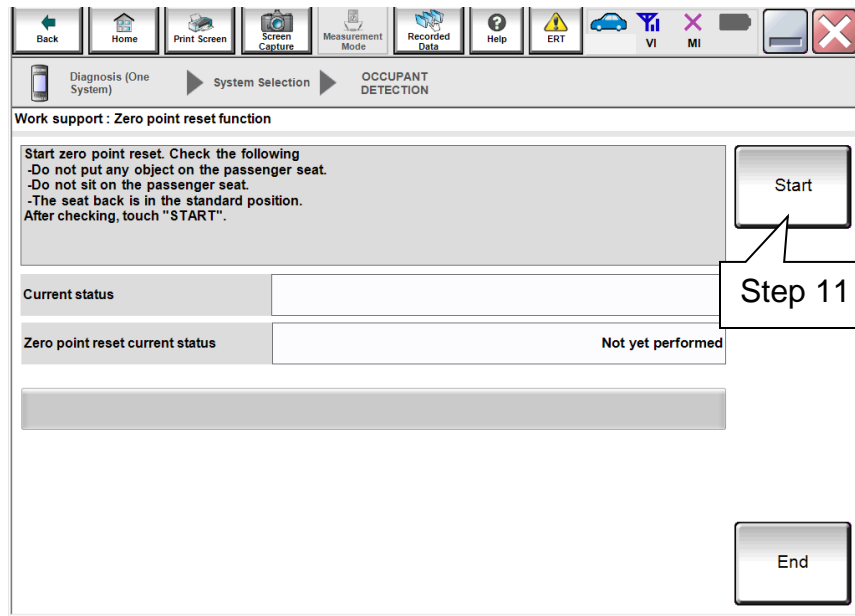 Back
Home
Print Screen
Screen
Capture
Measurement
Mode
Recorded
Data
Help
ERT
VI
MI
Diagnosis (One
System)
System Selection
OCCUPANT
DETECTION
Work support : Zero point reset function
Start zero point reset. Check the following
-Do not put any object on the passenger seat.
-Do not sit on the passenger seat.
-The seat back is in the standard position.
After checking, touch "START".
Start
Step 11
Current status
Zero point reset current status
Not yet performed
End